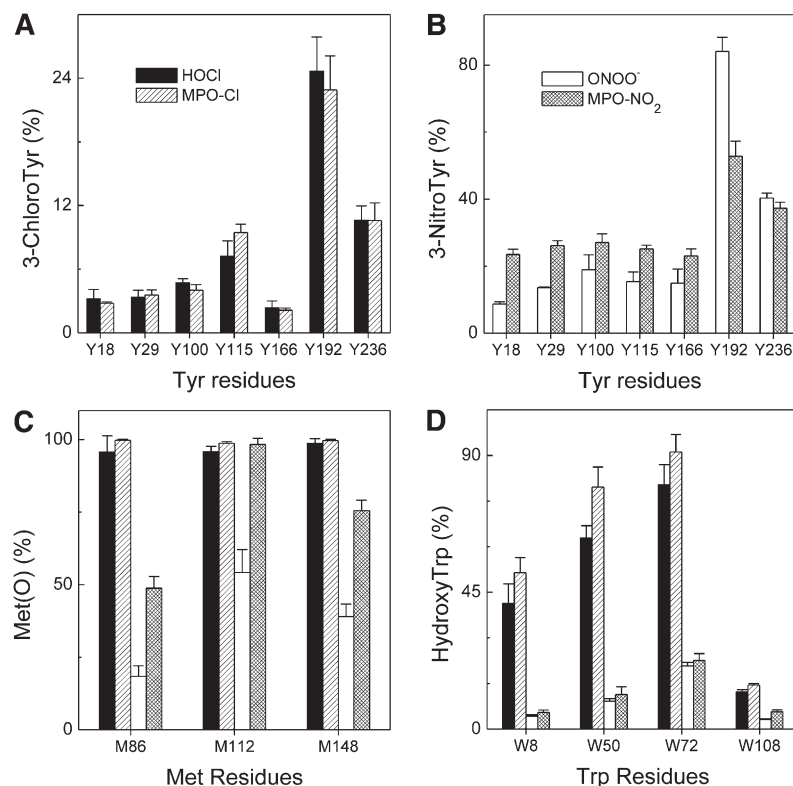 A
24
12
0
3-ChloroTyr (%)
HOCl
MPO-Cl
Y18 Y29 Y100 Y115 Y166 Y192 Y236
Tyr residues
B
80
40
0
3-NitroTyr (%)
ONOO⁻
MPO-NO₂
Y18 Y29 Y100 Y115 Y166 Y192 Y236
Tyr residues
C
100
50
0
Met(O) (%)
M86 M112 M148
Met Residues
D
90
45
0
HydroxyTrp (%)
W8 W50 W72 W108
Trp Residues